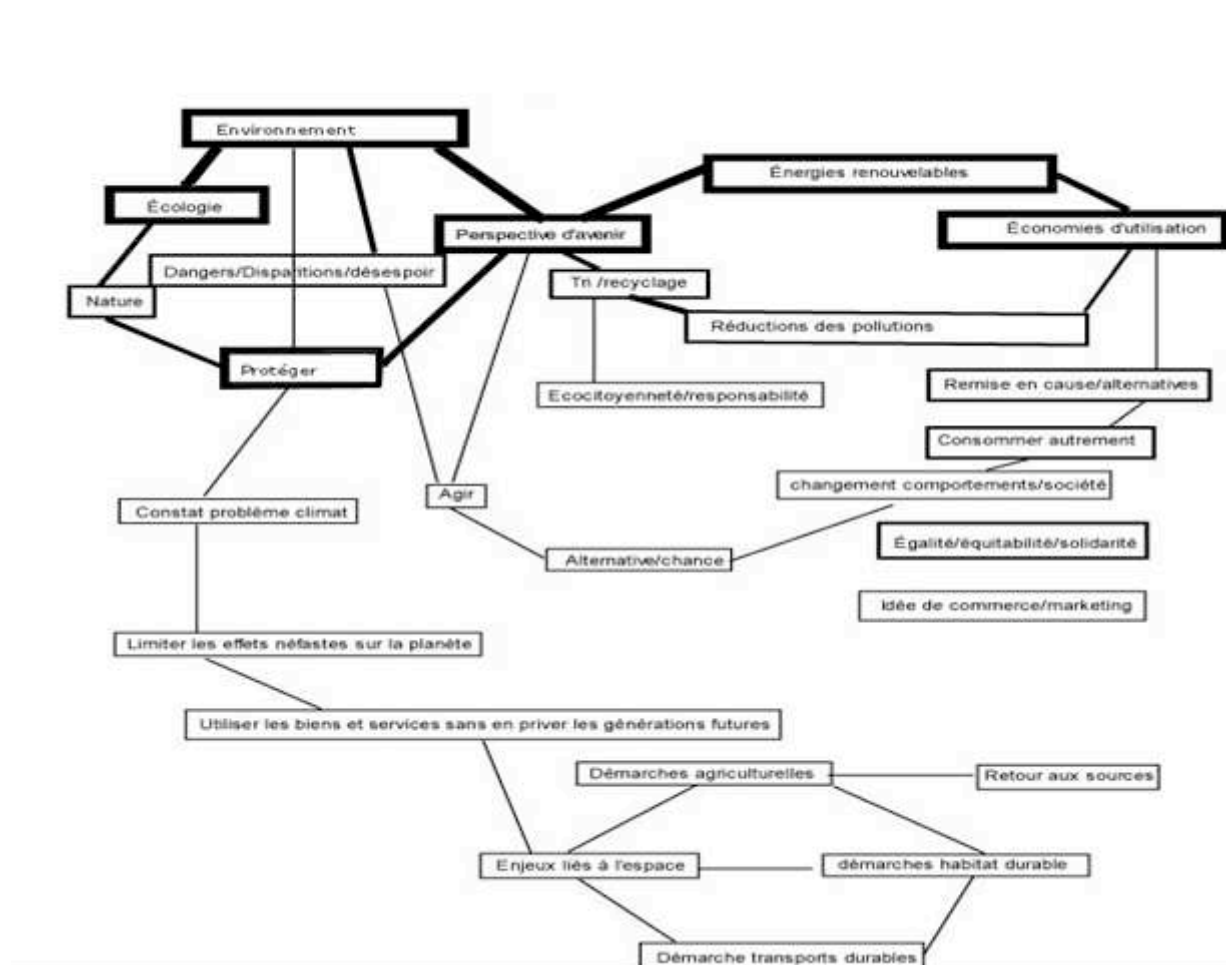 Environnement
Énergies renouvelables
Écologie
Économies d'utilisation
Perspective d'avenir
Dangers/Disparitions/désespoir
Tri /recyclage
Nature
Réductions des pollutions
Protéger
Remise en cause/alternatives
Ecocitoyenneté/responsabilité
Consommer autrement
changement comportements/société
Agir
Constat problème climat
Égalité/équitabilité/solidarité
Alternative/chance
Idée de commerce/marketing
Limiter les effets néfastes sur la planète
Utiliser les biens et services sans en priver les générations futures
Démarches agriculturelles
Retour aux sources
Enjeux liés à l'espace
démarches habitat durable
Démarche transports durables